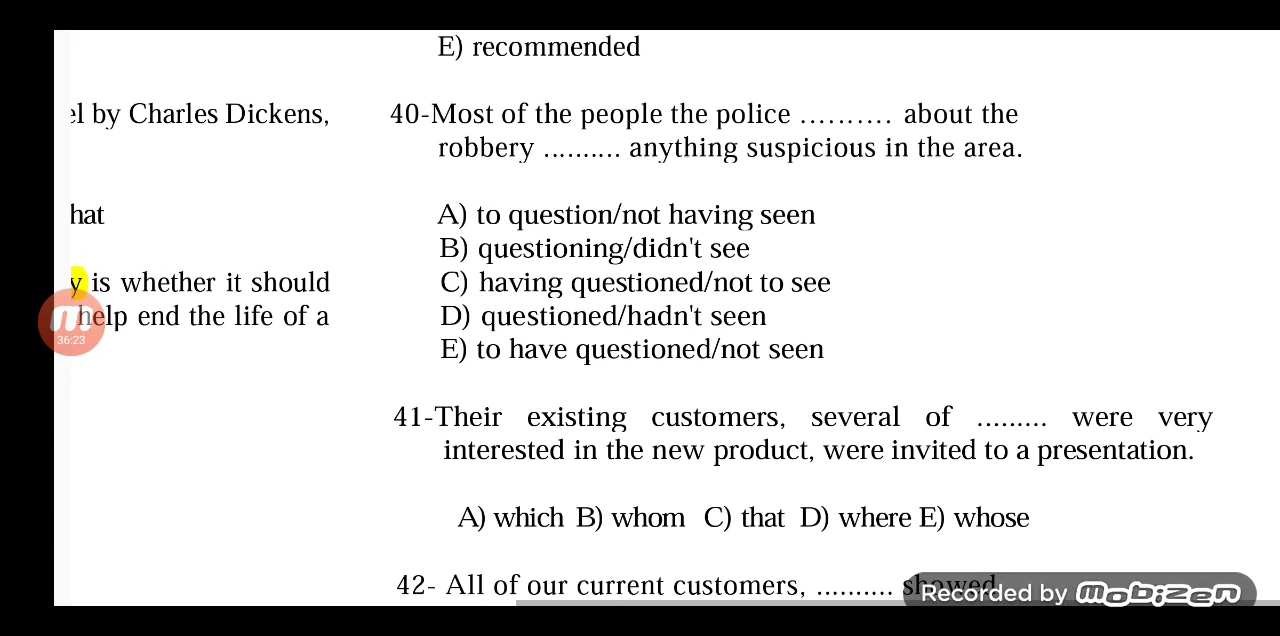 E) recommended
el by Charles Dickens,
hat
y is whether it should
help end the life of a
36:23
40-Most of the people the police .......... about the
robbery .......... anything suspicious in the area.
A) to question/not having seen
B) questioning/didn't see
C) having questioned/not to see
D) questioned/hadn't seen
E) to have questioned/not seen
41-Their existing customers, several of ......... were very
interested in the new product, were invited to a presentation.
A) which B) whom C) that D) where E) whose
42- All of our current customers, .......... showed
Recorded by mobizen